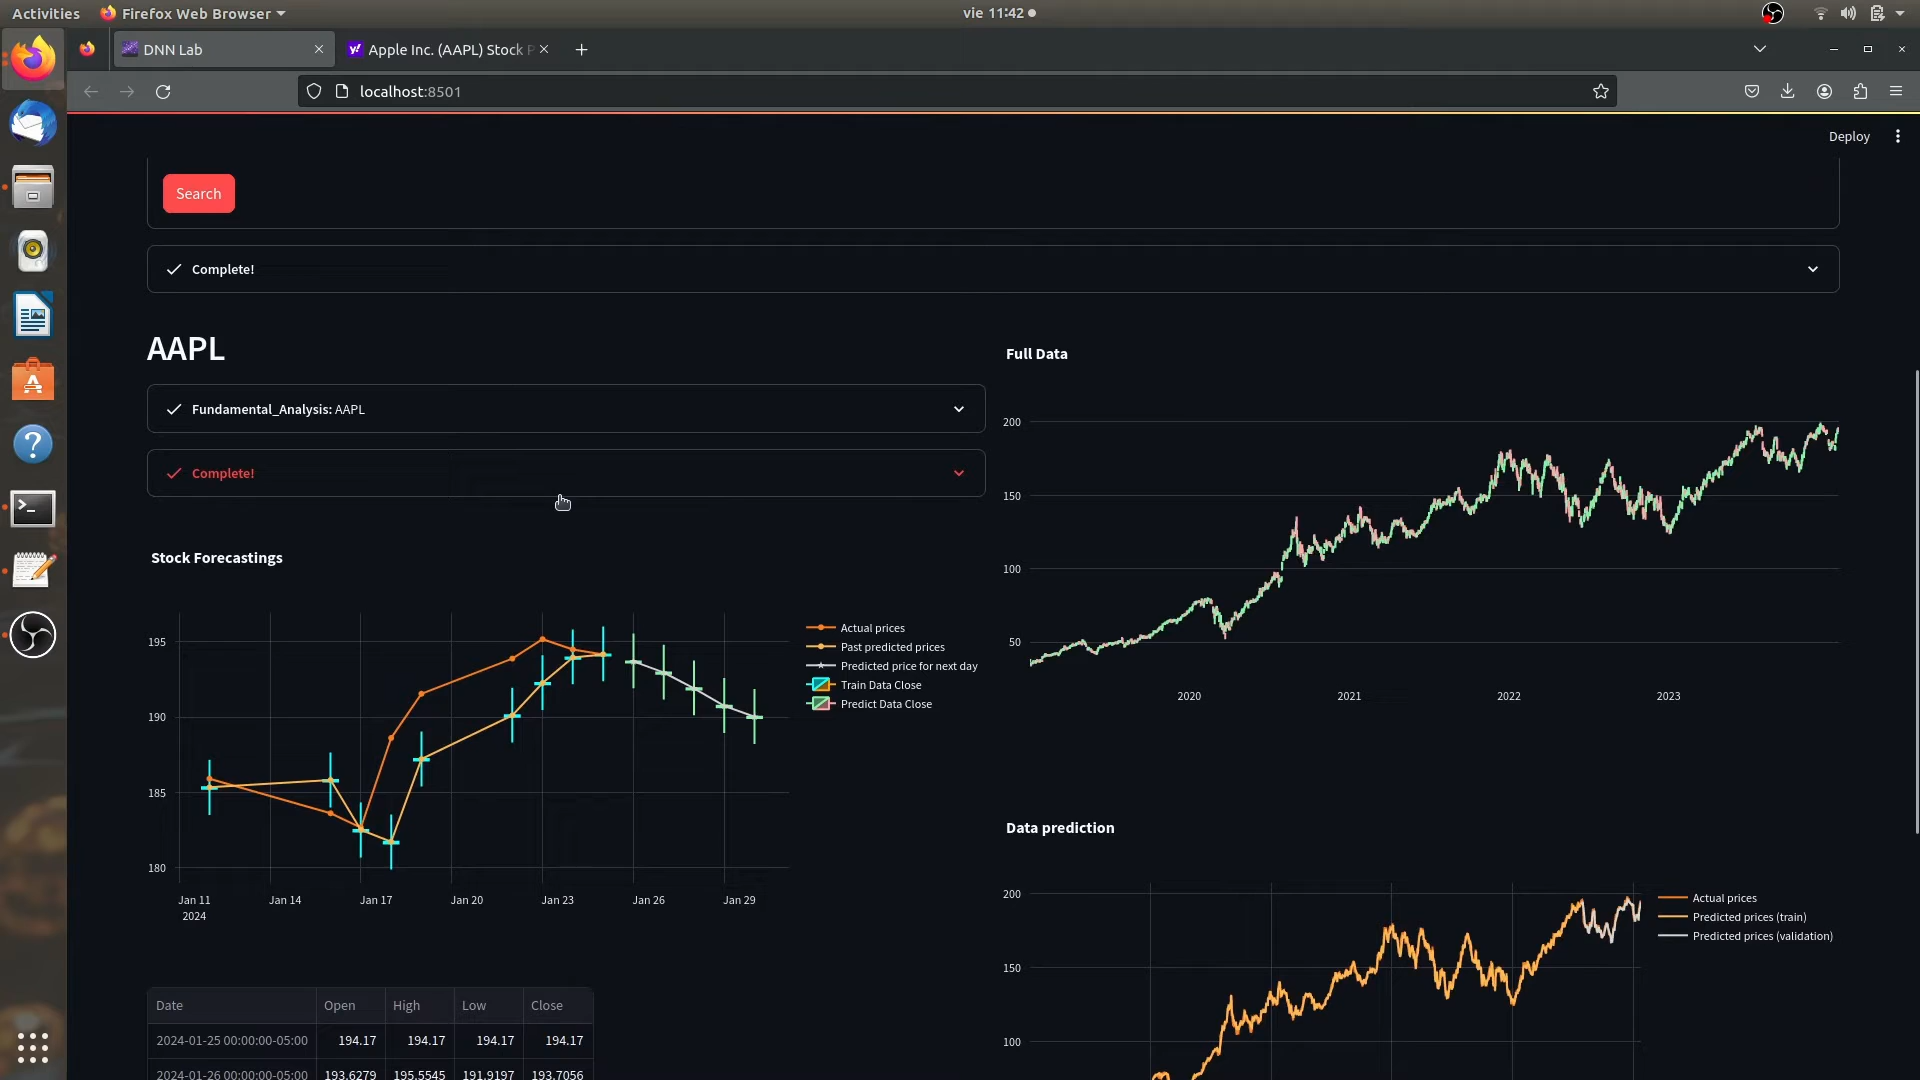 Activities Firefox Web Browser vie 11:42
DNN Lab Apple Inc. (AAPL) Stock P
localhost:8501
Deploy
Search
Complete!
AAPL
Fundamental_Analysis: AAPL
Complete!
Stock Forecastings
195
190
185
180
Jan 11 Jan 14 Jan 17 Jan 20 Jan 23 Jan 26 Jan 29
2024
Actual prices
Past predicted prices
Predicted price for next day
Train Data Close
Predict Data Close
Date Open High Low Close
2024-01-25 00:00:00-05:00 194.17 194.17 194.17 194.17
2024-01-26 00:00:00-05:00 193.6279 195.5545 191.9197 193.7056
Full Data
200
150
100
50
2020 2021 2022 2023
Data prediction
200
150
100
Actual prices
Predicted prices (train)
Predicted prices (validation)